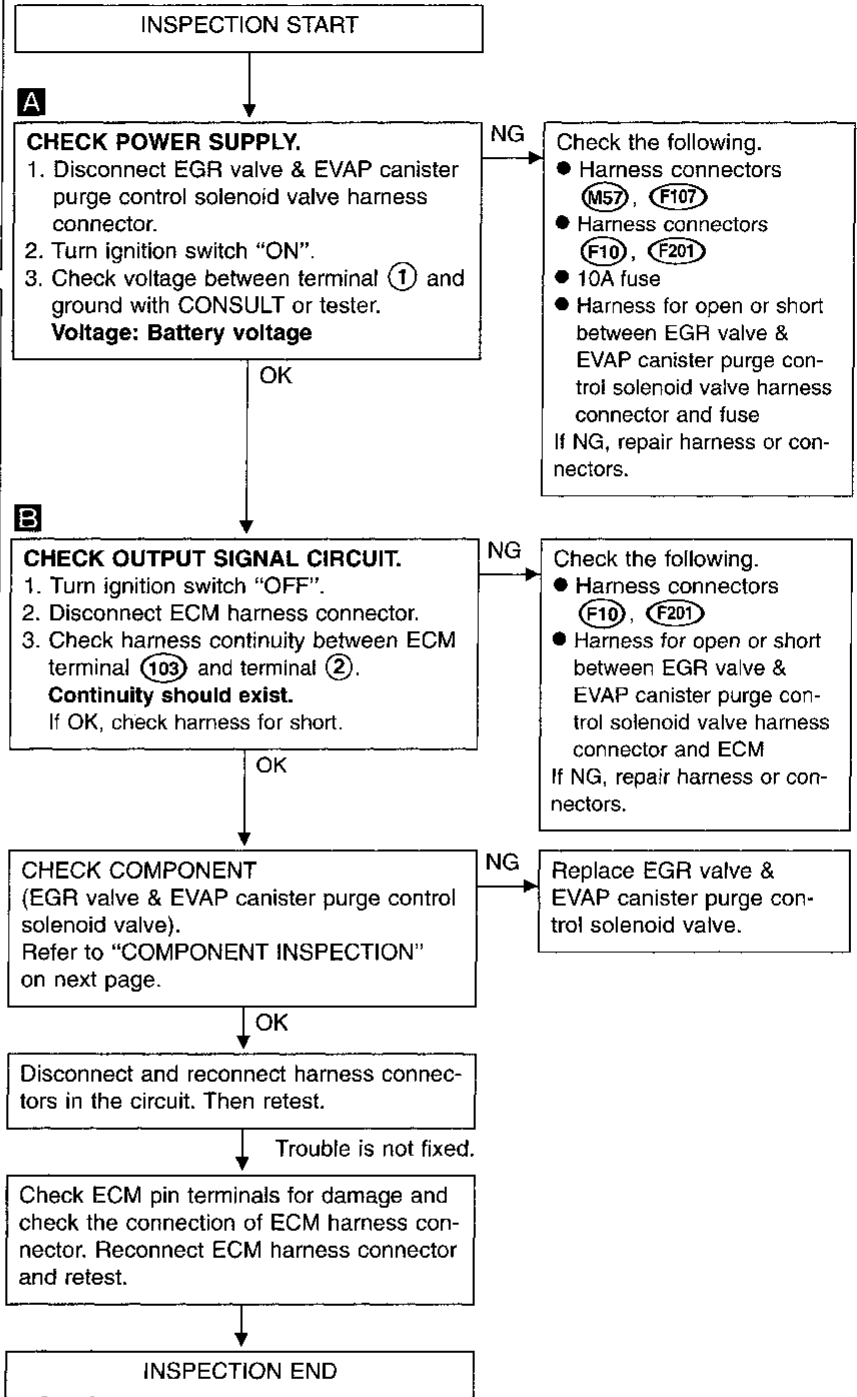 INSPECTION START
A
CHECK POWER SUPPLY.
1. Disconnect EGR valve & EVAP canister
purge control solenoid valve harness
connector.
2. Turn ignition switch “ON”.
3. Check voltage between terminal ① and
ground with CONSULT or tester.
Voltage: Battery voltage
NG
Check the following.
● Harness connectors
M57, F107
● Harness connectors
F10, F201
● 10A fuse
● Harness for open or short
between EGR valve &
EVAP canister purge con-
trol solenoid valve harness
connector and fuse
If NG, repair harness or con-
nectors.
OK
B
CHECK OUTPUT SIGNAL CIRCUIT.
1. Turn ignition switch “OFF”.
2. Disconnect ECM harness connector.
3. Check harness continuity between ECM
terminal 103 and terminal ②.
Continuity should exist.
If OK, check harness for short.
NG
Check the following.
● Harness connectors
F10, F201
● Harness for open or short
between EGR valve &
EVAP canister purge con-
trol solenoid valve harness
connector and ECM
If NG, repair harness or con-
nectors.
OK
CHECK COMPONENT
(EGR valve & EVAP canister purge control
solenoid valve).
Refer to “COMPONENT INSPECTION”
on next page.
NG
Replace EGR valve &
EVAP canister purge con-
trol solenoid valve.
OK
Disconnect and reconnect harness connec-
tors in the circuit. Then retest.
Trouble is not fixed.
Check ECM pin terminals for damage and
check the connection of ECM harness con-
nector. Reconnect ECM harness connector
and retest.
INSPECTION END